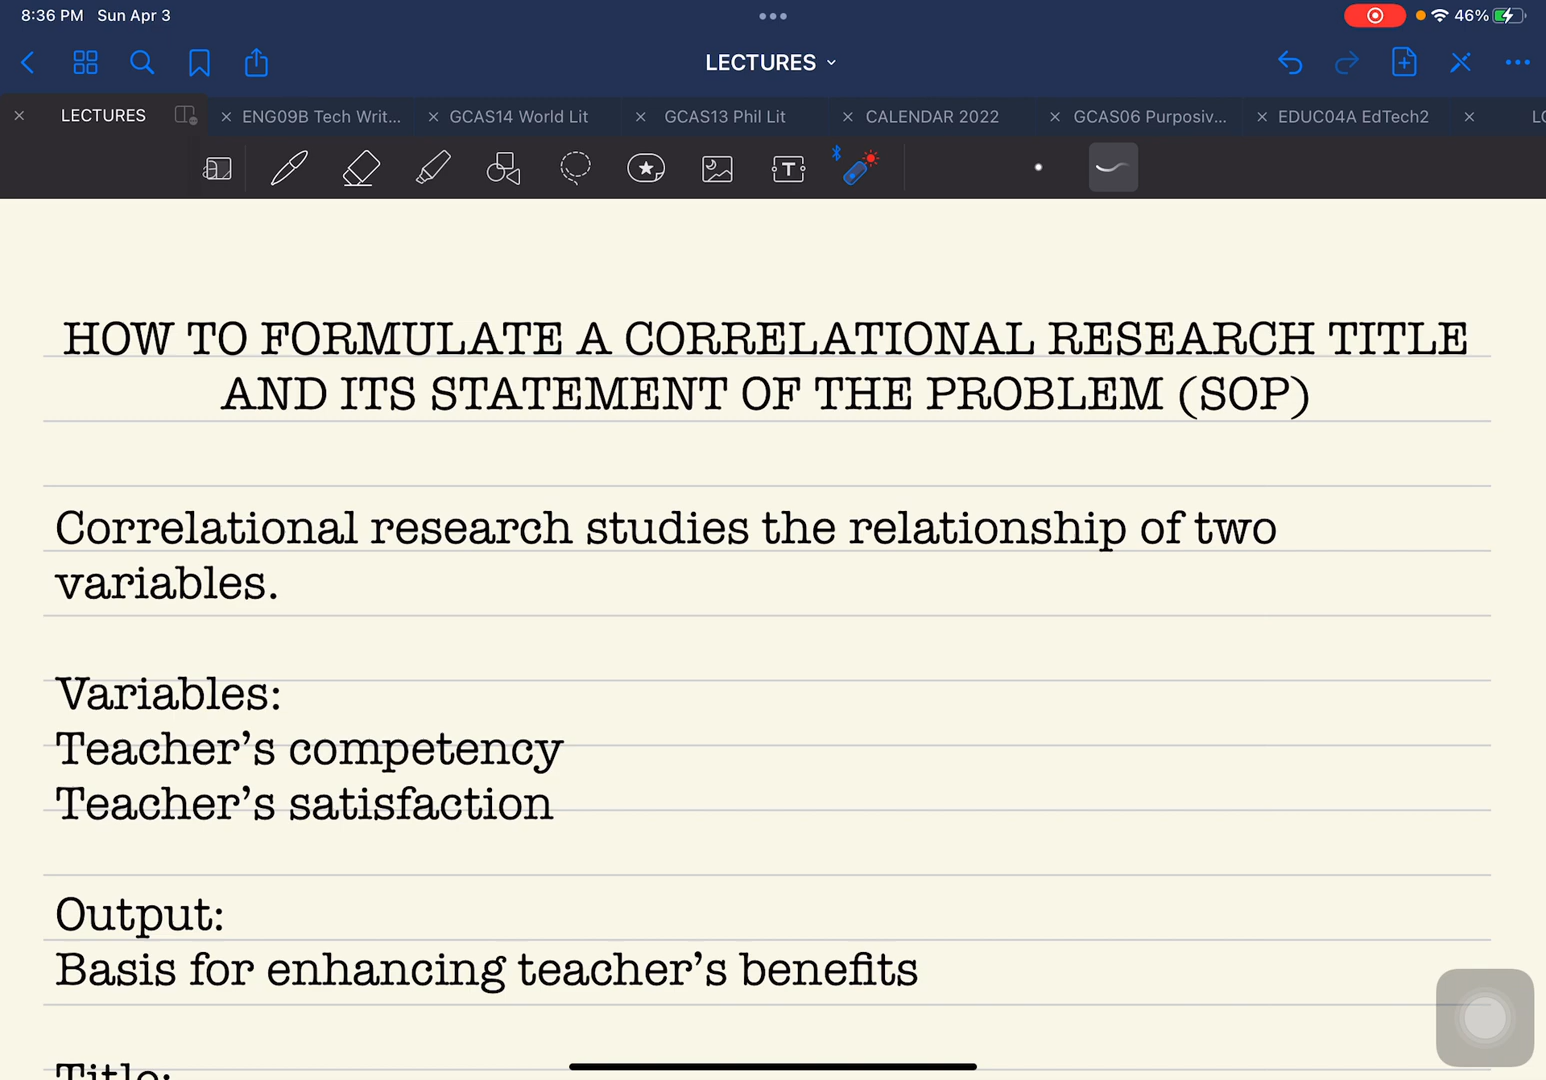 8:36 PM Sun Apr 3
46%
LECTURES
LECTURES
ENG09B Tech Writ...
GCAS14 World Lit
GCAS13 Phil Lit
CALENDAR 2022
GCAS06 Purposiv...
EDUC04A EdTech2
HOW TO FORMULATE A CORRELATIONAL RESEARCH TITLE
AND ITS STATEMENT OF THE PROBLEM (SOP)
Correlational research studies the relationship of two
variables.
Variables:
Teacher’s competency
Teacher’s satisfaction
Output:
Basis for enhancing teacher’s benefits
Title: